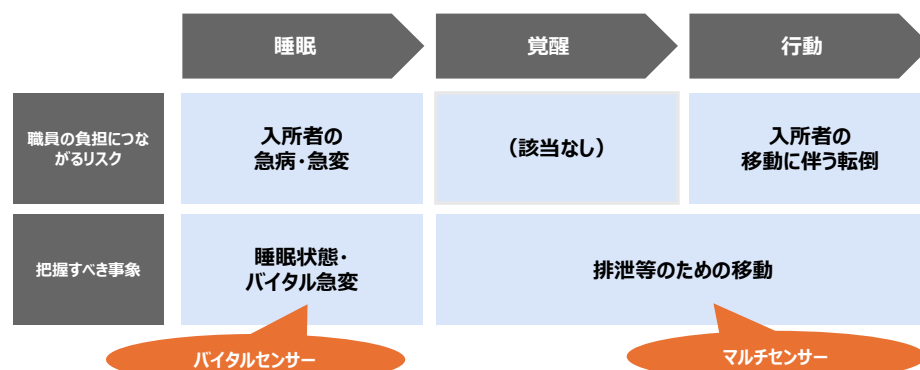 睡眠
覚醒
行動
職員の負担につな
がるリスク
入所者の
急病・急変
（該当なし）
入所者の
移動に伴う転倒
把握すべき事象
睡眠状態・
バイタル急変
排泄等のための移動
バイタルセンサー
マルチセンサー